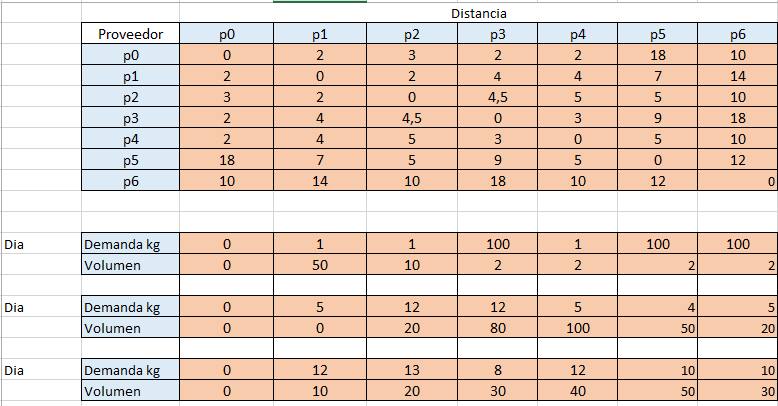 Distancia
Proveedor p0 p1 p2 p3 p4 p5 p6
p0 0 2 3 2 2 18 10
p1 2 0 2 4 4 7 14
p2 3 2 0 4,5 5 5 10
p3 2 4 4,5 0 3 9 18
p4 2 4 5 3 0 5 10
p5 18 7 5 9 5 0 12
p6 10 14 10 18 10 12 0
Dia Demanda kg 0 1 1 100 1 100 100
Volumen 0 50 10 2 2 2 2
Dia Demanda kg 0 5 12 12 5 4 5
Volumen 0 0 20 80 100 50 20
Dia Demanda kg 0 12 13 8 12 10 10
Volumen 0 10 20 30 40 50 30